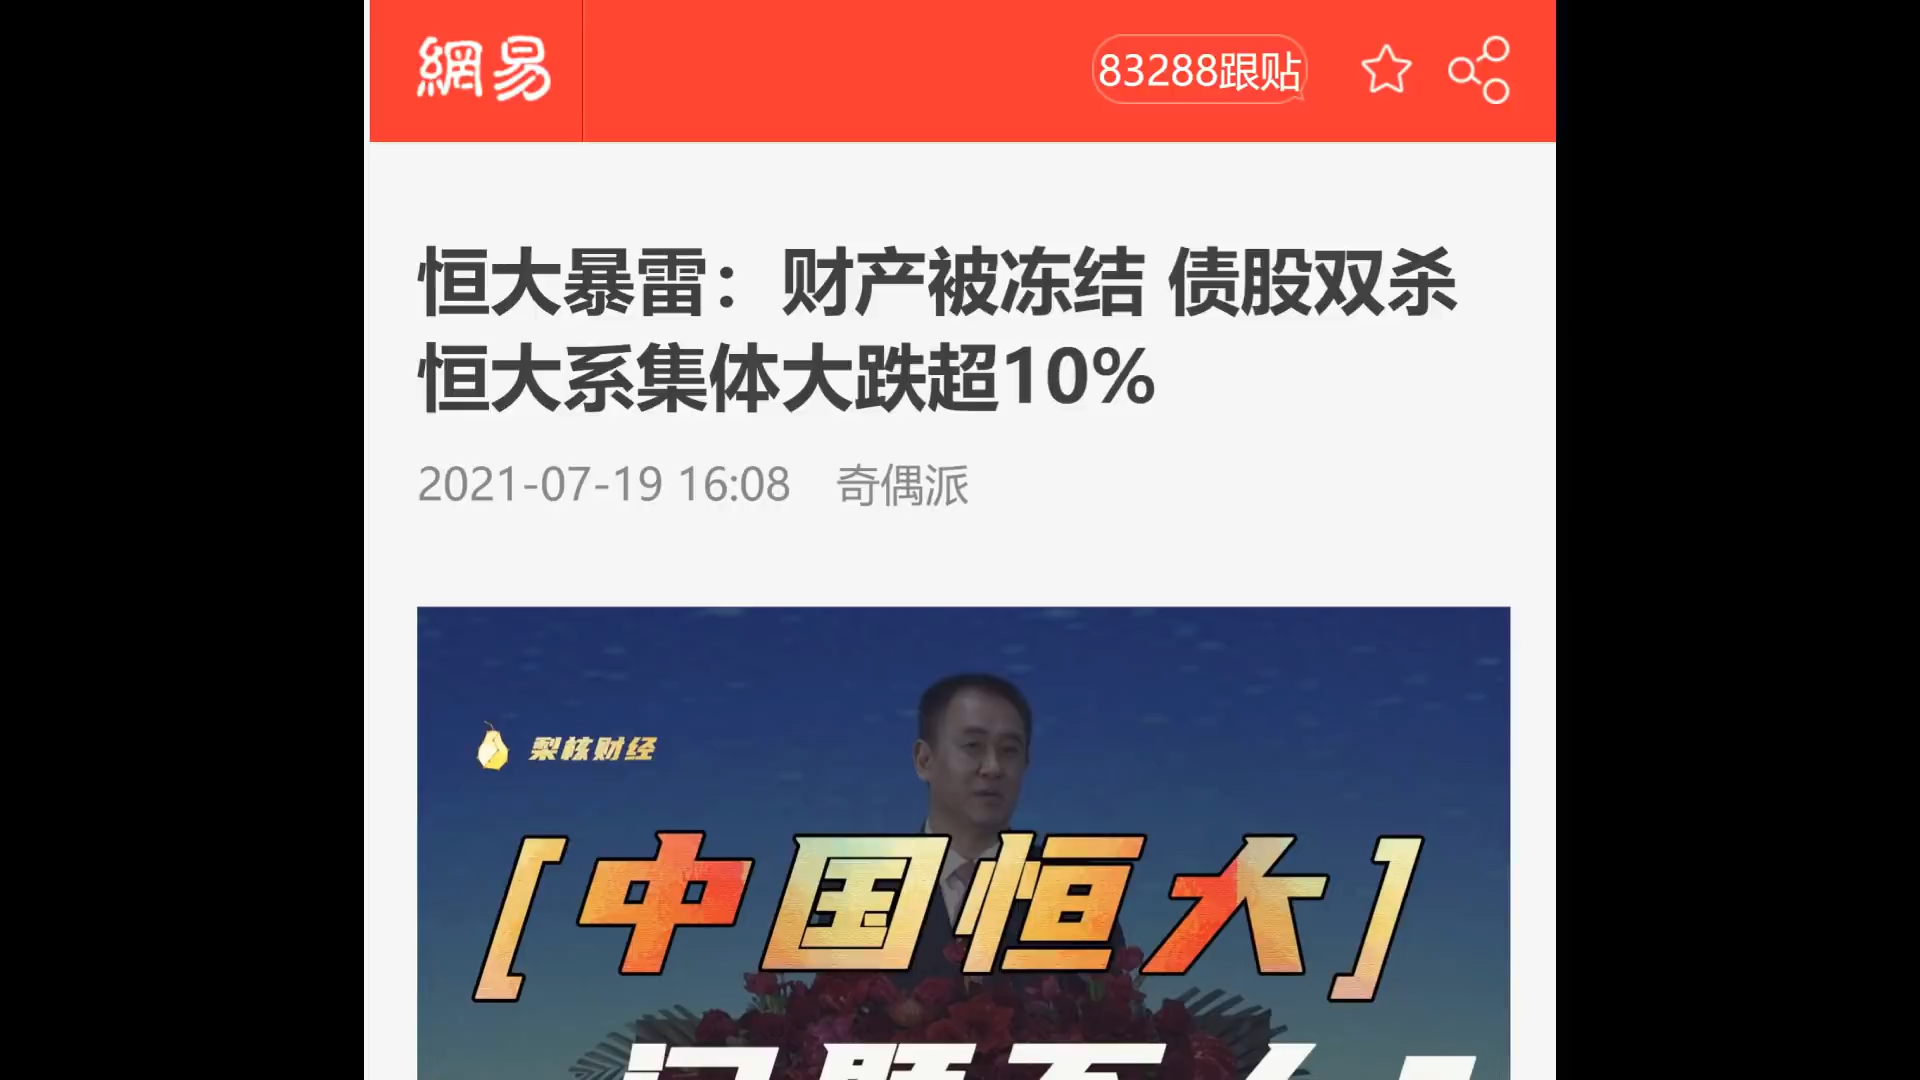 網易
83288跟贴
恒大暴雷：财产被冻结 债股双杀
恒大系集体大跌超10%
2021-07-19 16:08 奇偶派
梨核财经
[中国恒大]